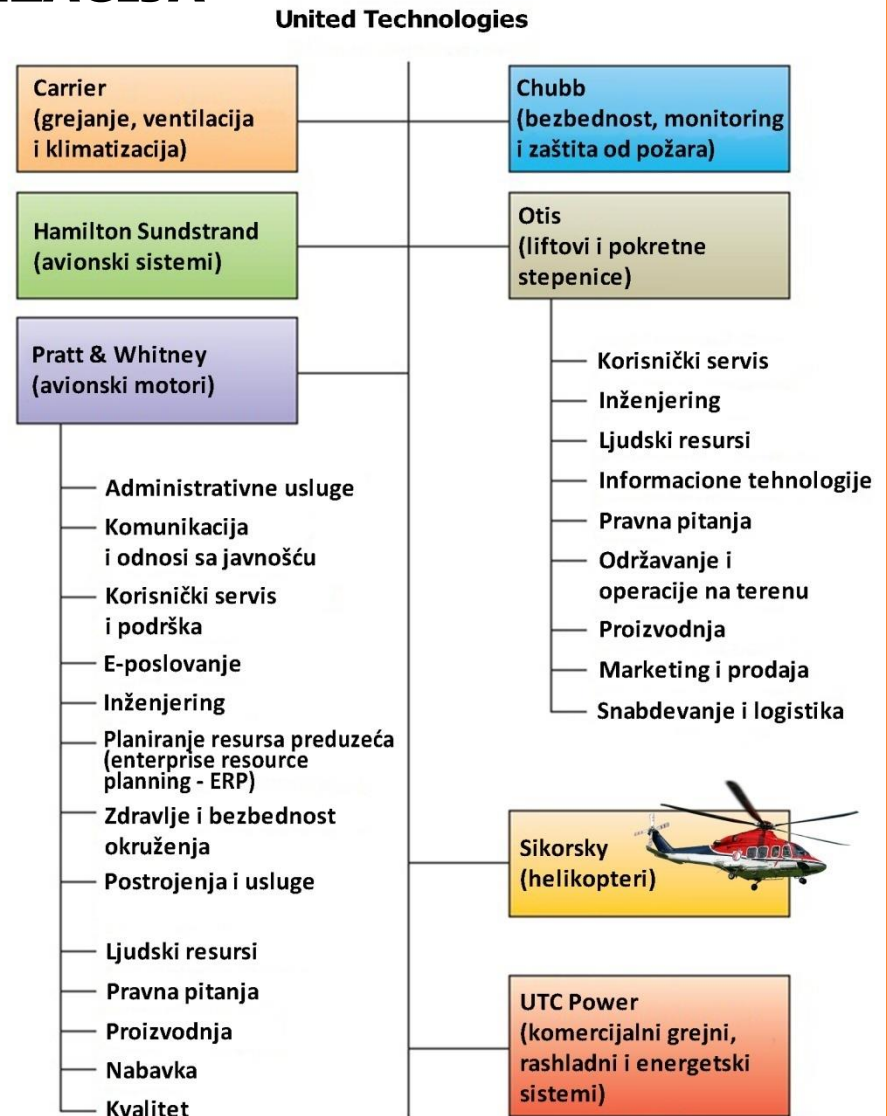 United Technologies
Carrier
(grejanje, ventilacija
i klimatizacija)
Hamilton Sundstrand
(avionski sistemi)
Pratt & Whitney
(avionski motori)
Administrativne usluge
Komunikacija
i odnosi sa javnošću
Korisnički servis
i podrška
E-poslovanje
Inženjering
Planiranje resursa preduzeća
(enterprise resource
planning - ERP)
Zdravlje i bezbednost
okruženja
Postrojenja i usluge
Ljudski resursi
Pravna pitanja
Proizvodnja
Nabavka
Kvalitet
Chubb
(bezbednost, monitoring
i zaštita od požara)
Otis
(liftovi i pokretne
stepenice)
Korisnički servis
Inženjering
Ljudski resursi
Informacione tehnologije
Pravna pitanja
Održavanje i
operacije na terenu
Proizvodnja
Marketing i prodaja
Snabdevanje i logistika
Sikorsky
(helikopteri)
UTC Power
(komercijalni grejni,
rashladni i energetski
sistemi)